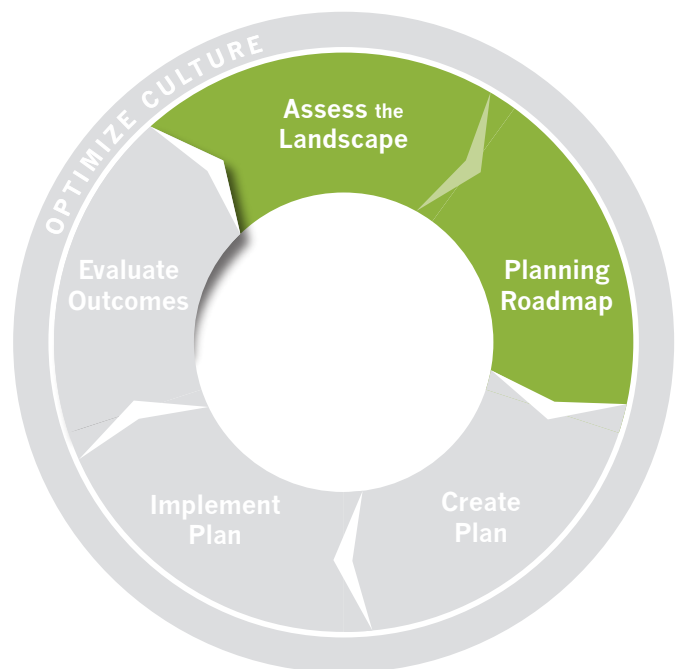 OPTIMIZE CULTURE
Assess the
Landscape
Planning
Roadmap
Create
Plan
Implement
Plan
Evaluate
Outcomes